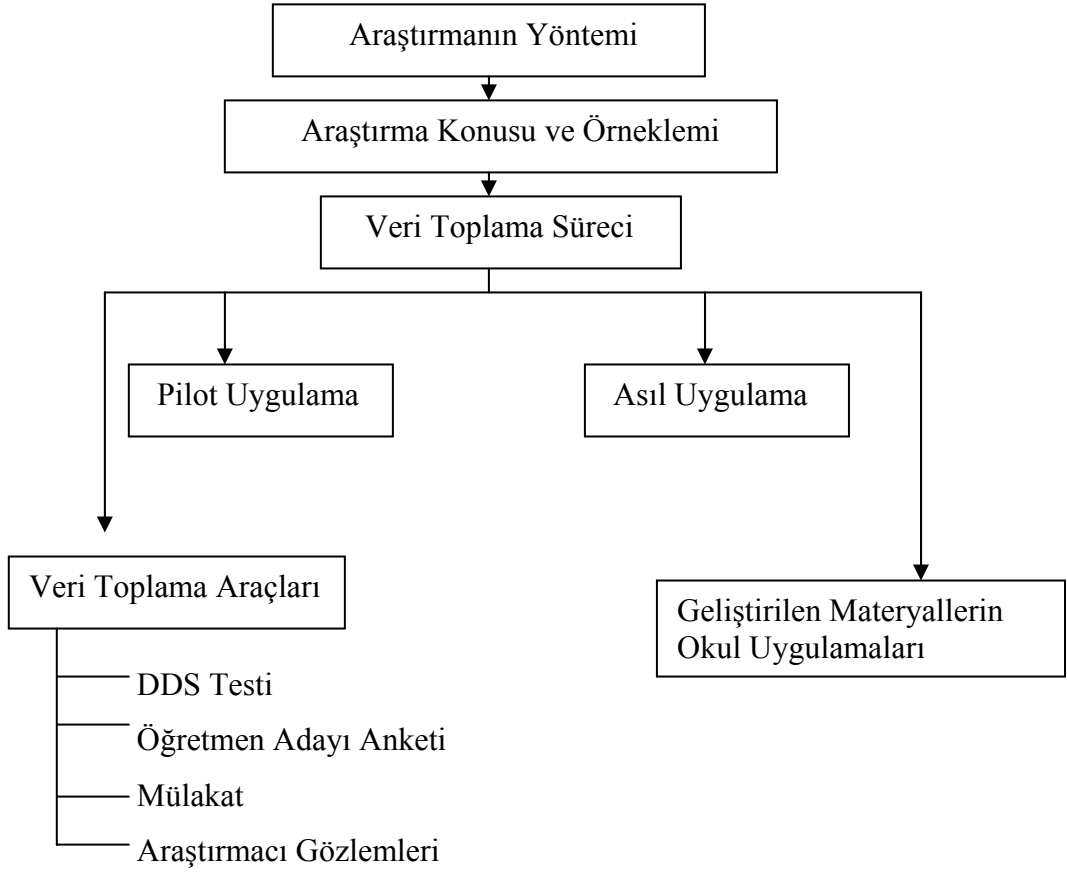 Araştırmanın Yöntemi
Araştırma Konusu ve Örneklemi
Veri Toplama Süreci
Pilot Uygulama
Asıl Uygulama
Veri Toplama Araçları
Geliştirilen Materyallerin
Okul Uygulamaları
DDS Testi
Öğretmen Adayı Anketi
Mülakat
Araştırmacı Gözlemleri